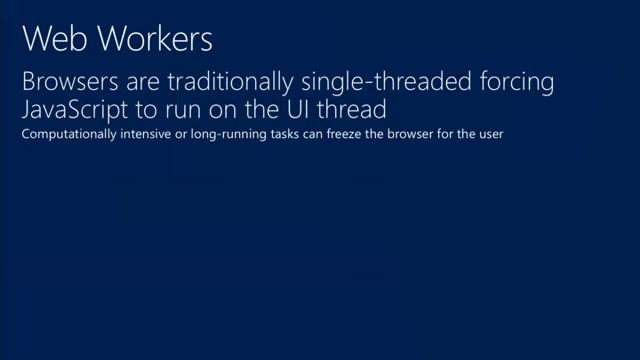 Web Workers
Browsers are traditionally single-threaded forcing
JavaScript to run on the UI thread
Computationally intensive or long-running tasks can freeze the browser for the user